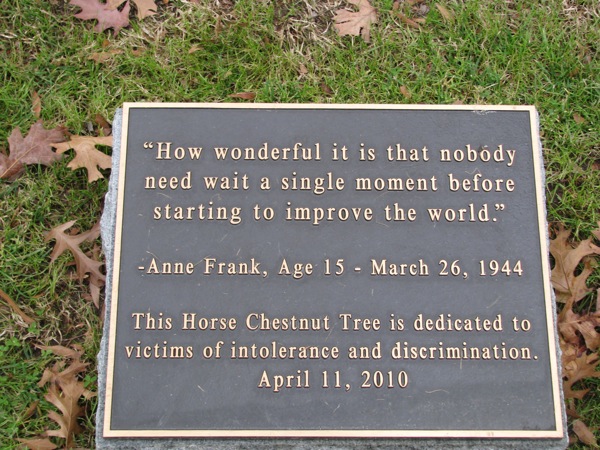 “How wonderful it is that nobody
need wait a single moment before
starting to improve the world.”
-Anne Frank, Age 15 - March 26, 1944
This Horse Chestnut Tree is dedicated to
victims of intolerance and discrimination.
April 11, 2010